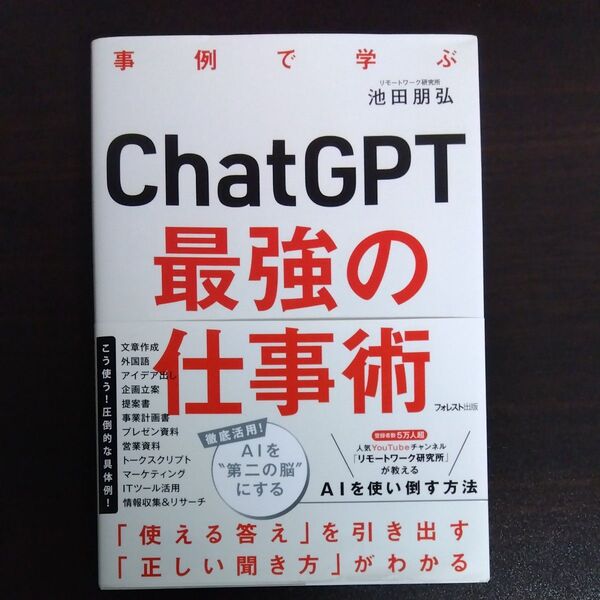 事例で学ぶ
リモートワーク研究所
池田朋弘
ChatGPT
最強の
仕事術
フォレスト出版
こう使う!圧倒的な具体例!
文章作成
外国語
アイデア出し
企画立案
提案書
事業計画書
プレゼン資料
営業資料
トークスクリプト
マーケティング
ITツール活用
情報収集&リサーチ
徹底活用!
AIを
“第二の脳”
にする
登録者数5万人超
人気YouTubeチャンネル
「リモートワーク研究所」
が教える
AIを使い倒す方法
「使える答え」を引き出す
「正しい聞き方」がわかる